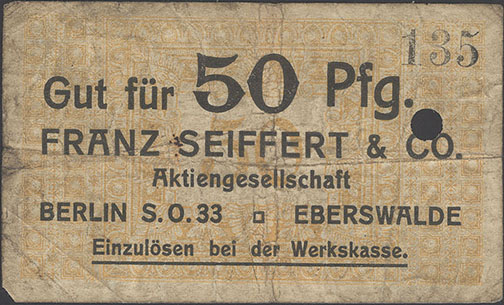 135
Gut für 50 Pfg.
FRANZ SEIFFERT & CO.
Aktiengesellschaft
BERLIN S.O.33 □ EBERSWALDE
Einzulösen bei der Werkskasse.